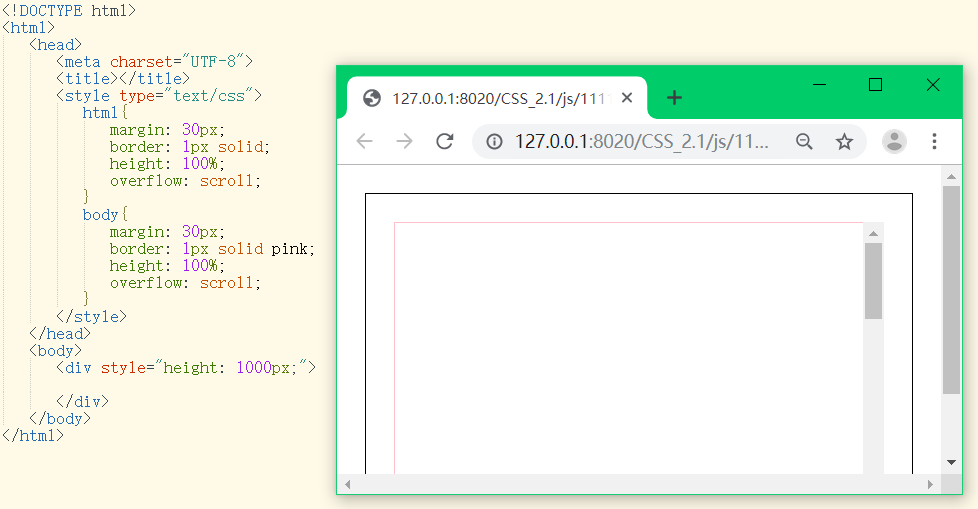 <!DOCTYPE html>
<html>
<head>
<meta charset="UTF-8">
<title></title>
<style type="text/css">
html{
margin: 30px;
border: 1px solid;
height: 100%;
overflow: scroll;
}
body{
margin: 30px;
border: 1px solid pink;
height: 100%;
overflow: scroll;
}
</style>
</head>
<body>
<div style="height: 1000px;">
</div>
</body>
</html>
127.0.0.1:8020/CSS_2.1/js/111
127.0.0.1:8020/CSS_2.1/js/11...